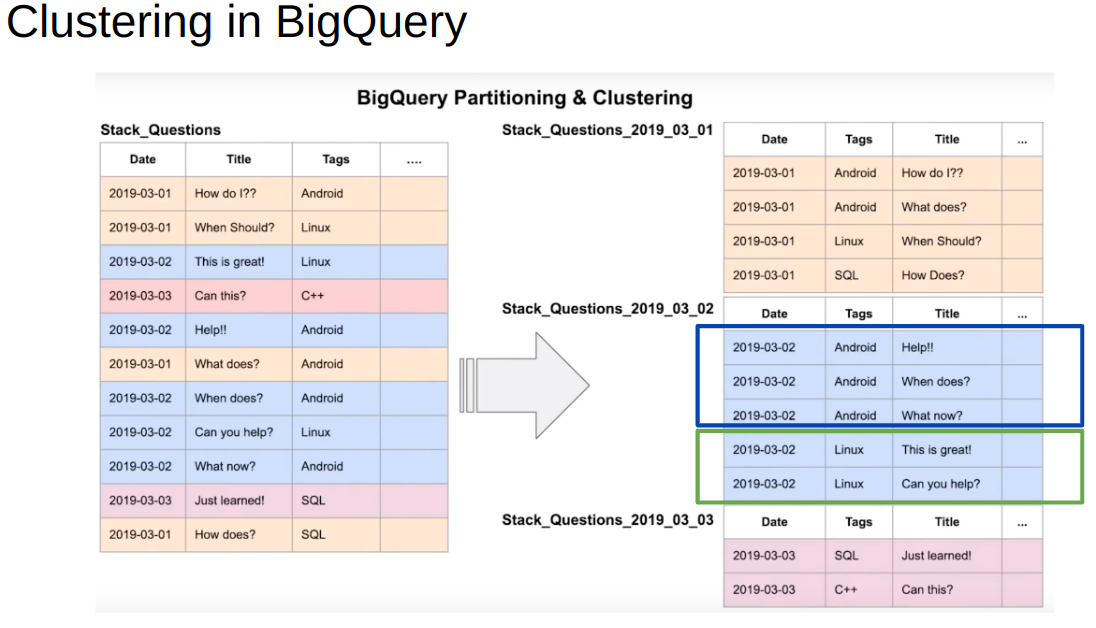 Clustering in BigQuery
BigQuery Partitioning & Clustering
Stack_Questions
Date Title Tags ....
2019-03-01 How do I?? Android
2019-03-01 When Should? Linux
2019-03-02 This is great! Linux
2019-03-03 Can this? C++
2019-03-02 Help!! Android
2019-03-01 What does? Android
2019-03-02 When does? Android
2019-03-02 Can you help? Linux
2019-03-02 What now? Android
2019-03-03 Just learned! SQL
2019-03-01 How does? SQL
Stack_Questions_2019_03_01
Date Tags Title ...
2019-03-01 Android How do I??
2019-03-01 Android What does?
2019-03-01 Linux When Should?
2019-03-01 SQL How Does?
Stack_Questions_2019_03_02
Date Tags Title ...
2019-03-02 Android Help!!
2019-03-02 Android When does?
2019-03-02 Android What now?
2019-03-02 Linux This is great!
2019-03-02 Linux Can you help?
Stack_Questions_2019_03_03
Date Tags Title ...
2019-03-03 SQL Just learned!
2019-03-03 C++ Can this?